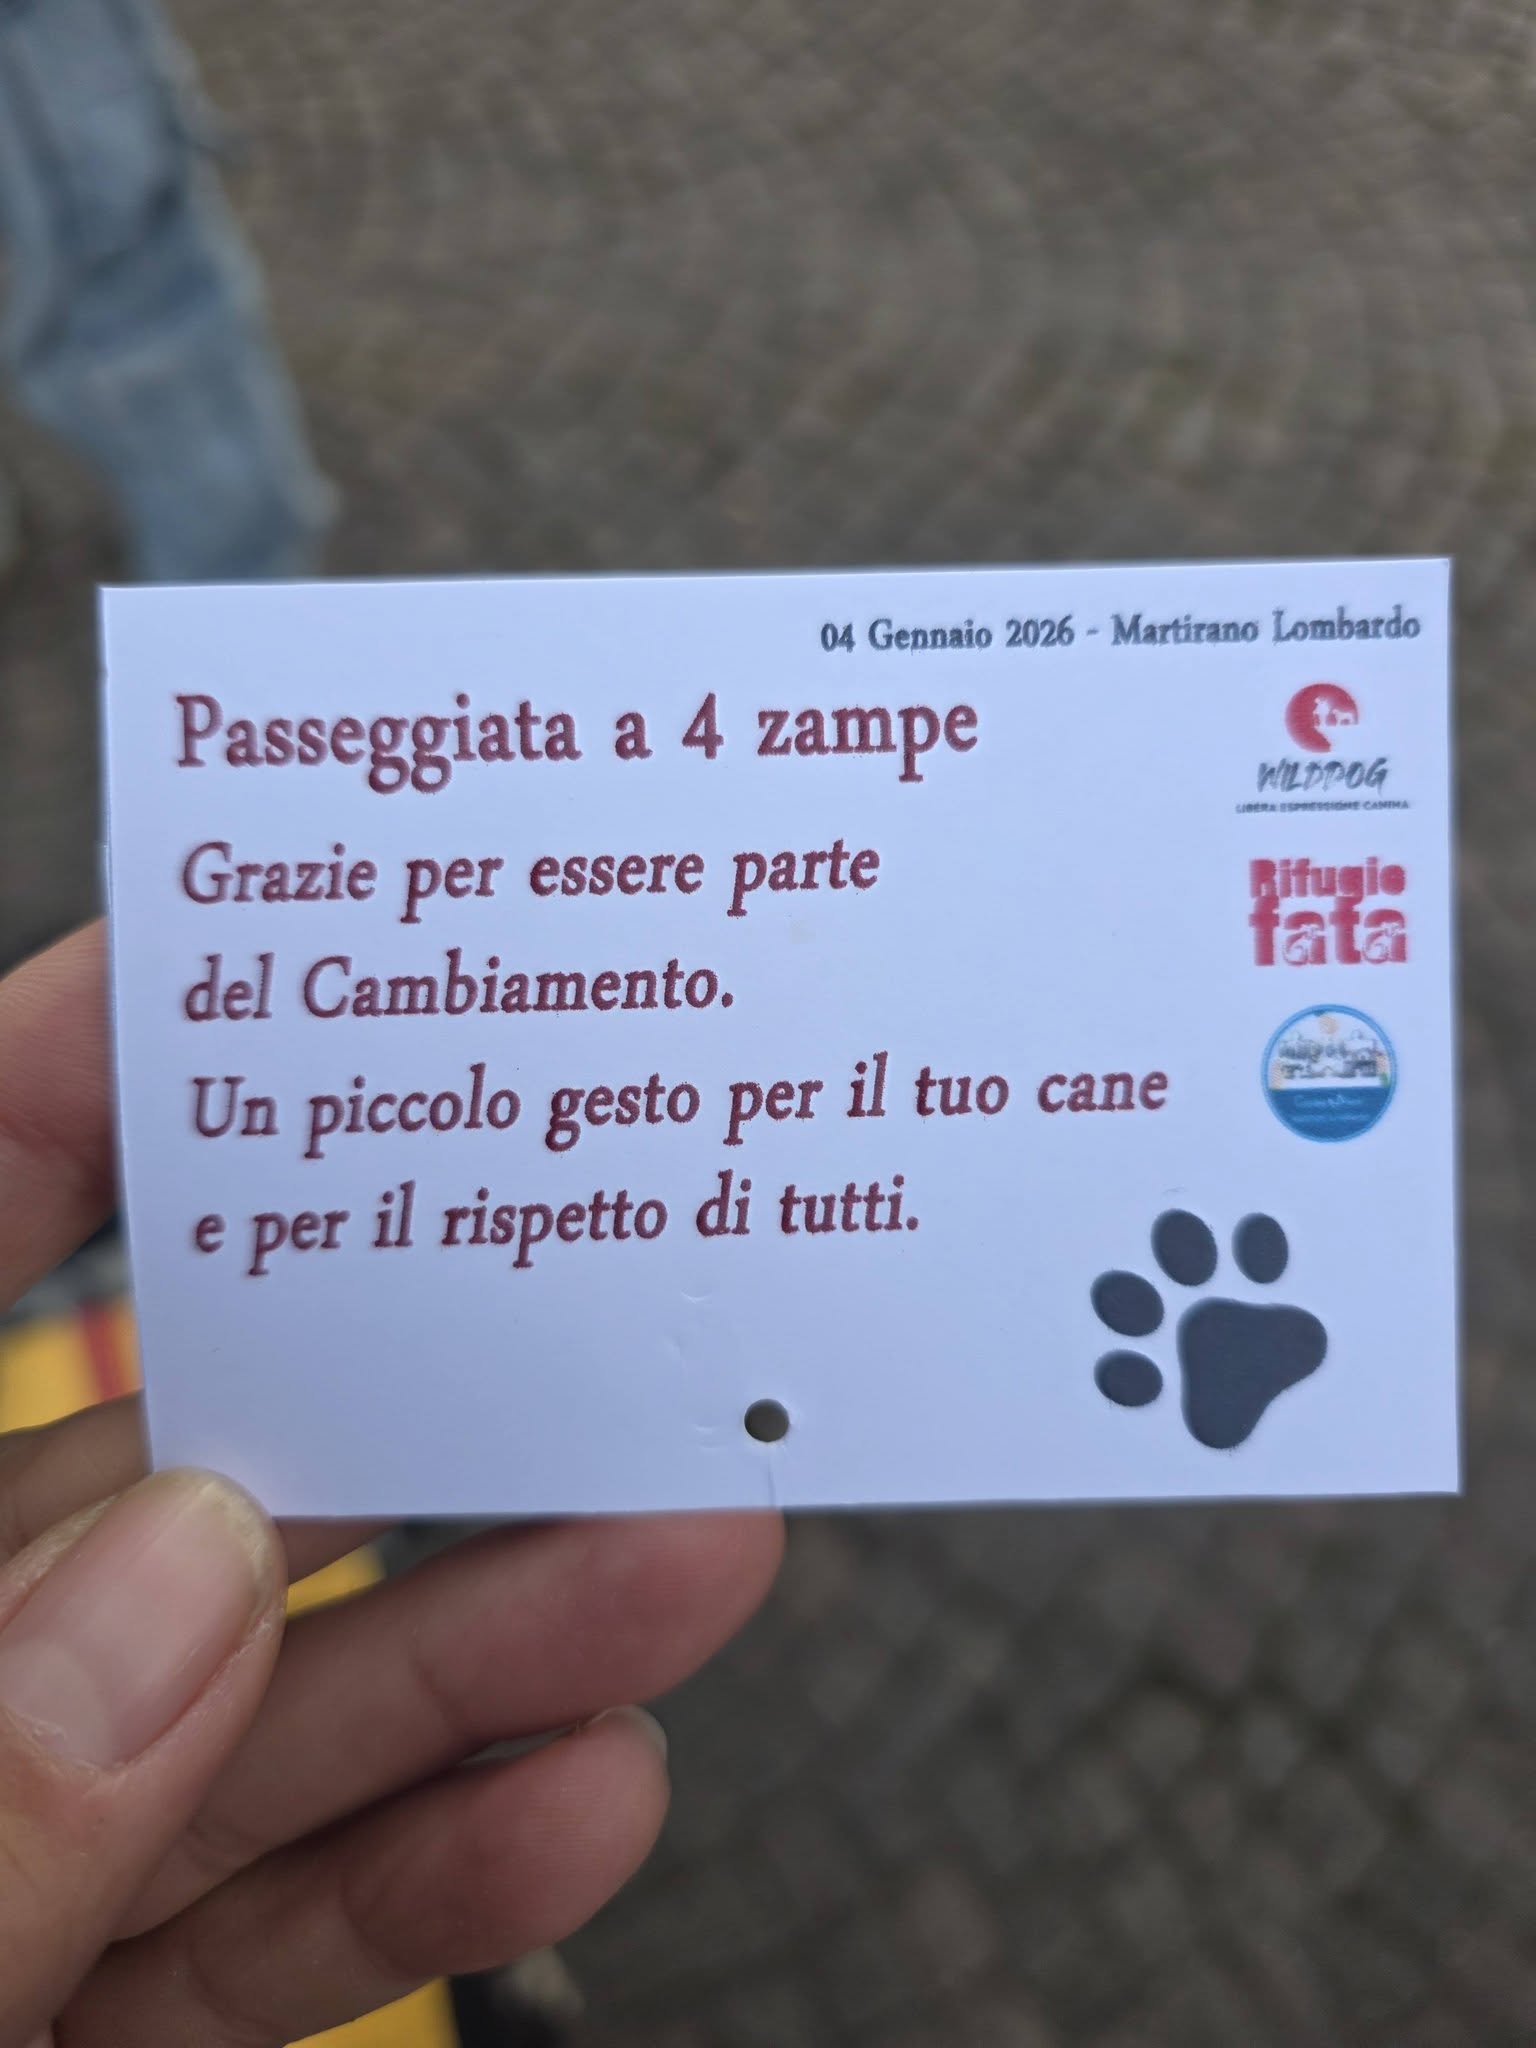 04 Gennaio 2026 - Martirano Lombardo
Passeggiata a 4 zampe
Grazie per essere parte
del Cambiamento.
Un piccolo gesto per il tuo cane
e per il rispetto di tutti.
WILDDOG
LIBERA ESPRESSIONE CANINA
Rifugio
fata